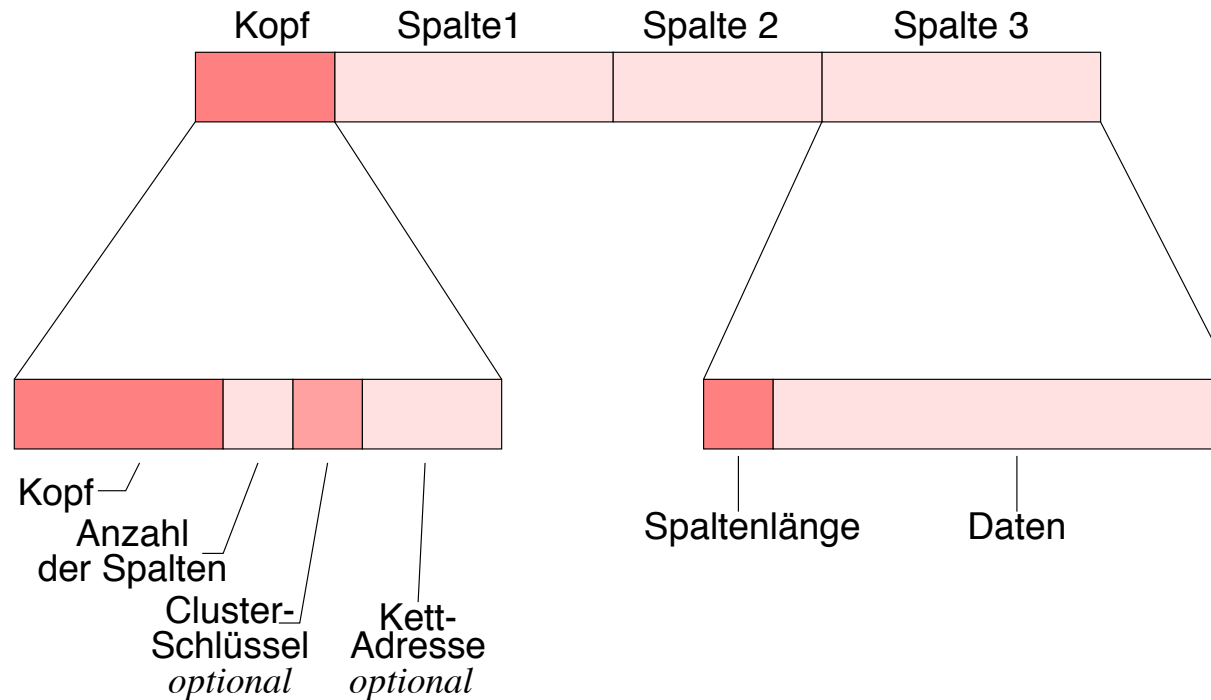 Kopf
Spalte1
Spalte 2
Spalte 3
Kopf
Anzahl
der Spalten
Cluster-
Schlüssel
optional
Kett-
Adresse
optional
Spaltenlänge
Daten